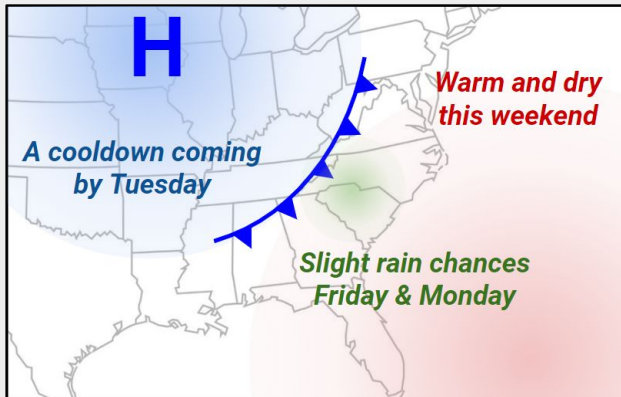 H
Warm and dry
this weekend
A cooldown coming
by Tuesday
Slight rain chances
Friday & Monday